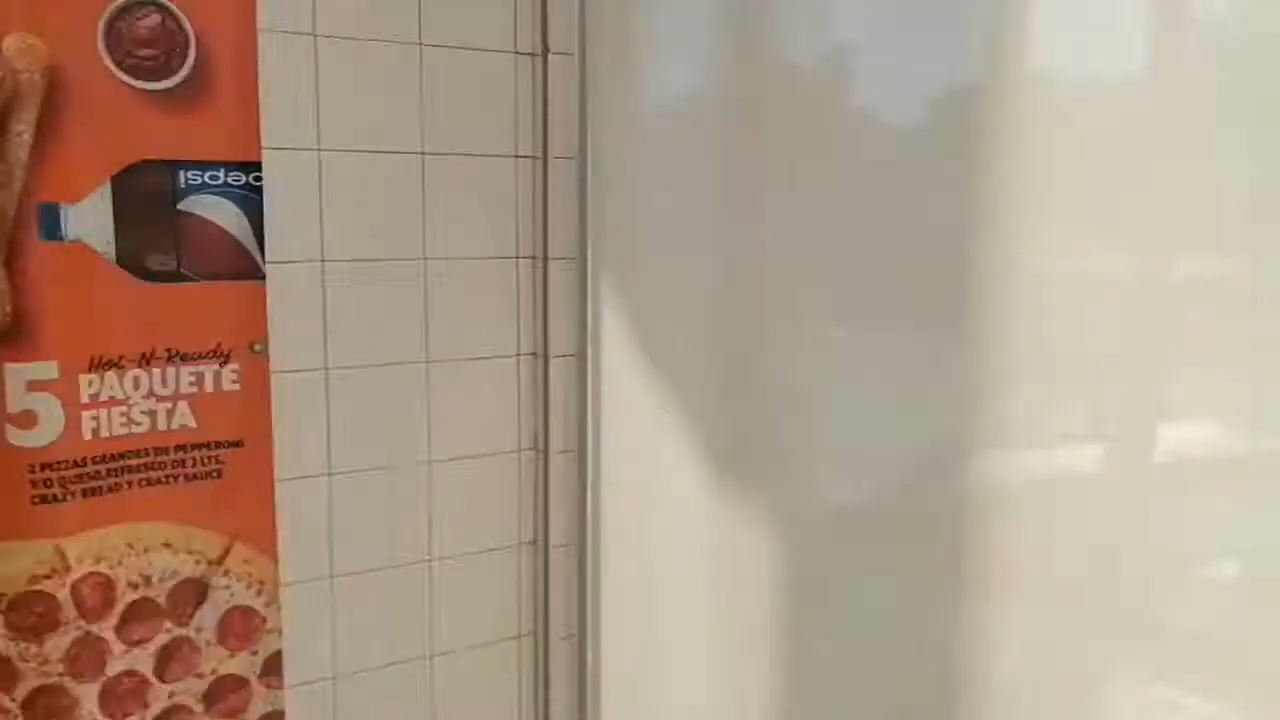 pepsi
5
Hot-N-Ready
PAQUETE
FIESTA
2 PIZZAS GRANDES DE PEPPERONI
Y/O QUESO, REFRESCO DE 2 LTS,
CRAZY BREAD Y CRAZY SAUCE